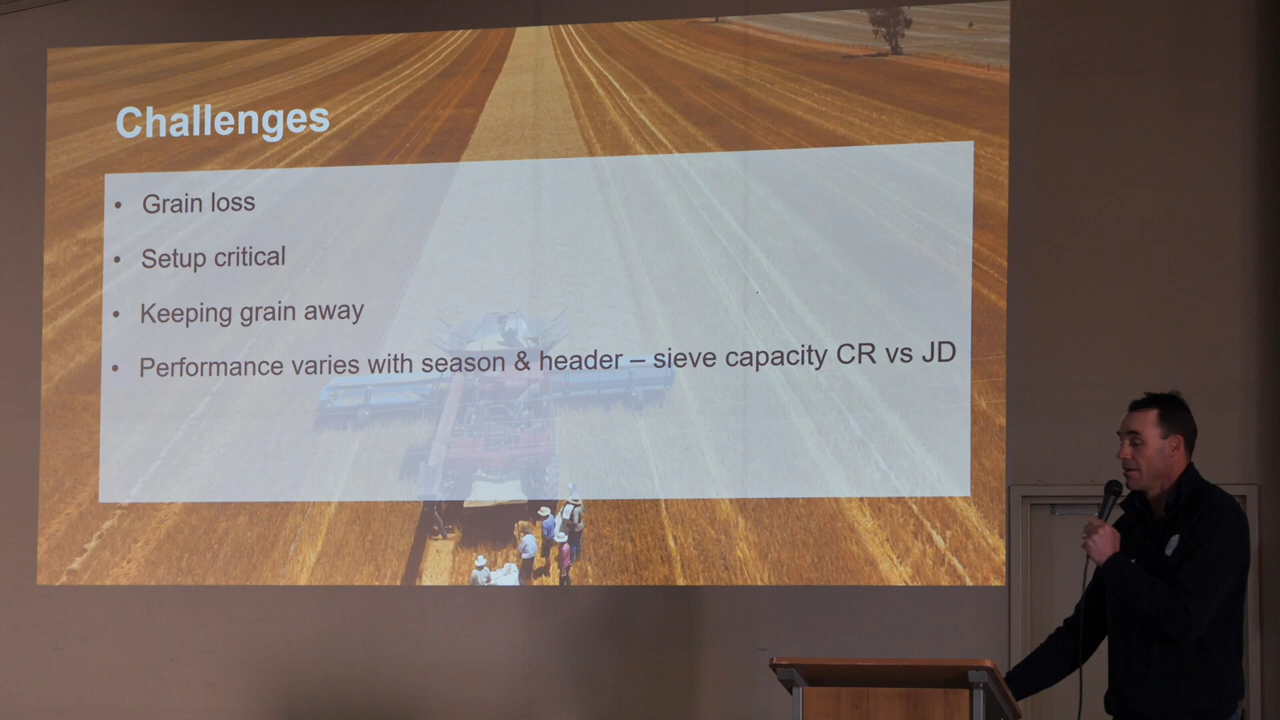 Challenges
• Grain loss
• Setup critical
• Keeping grain away
• Performance varies with season & header – sieve capacity CR vs JD